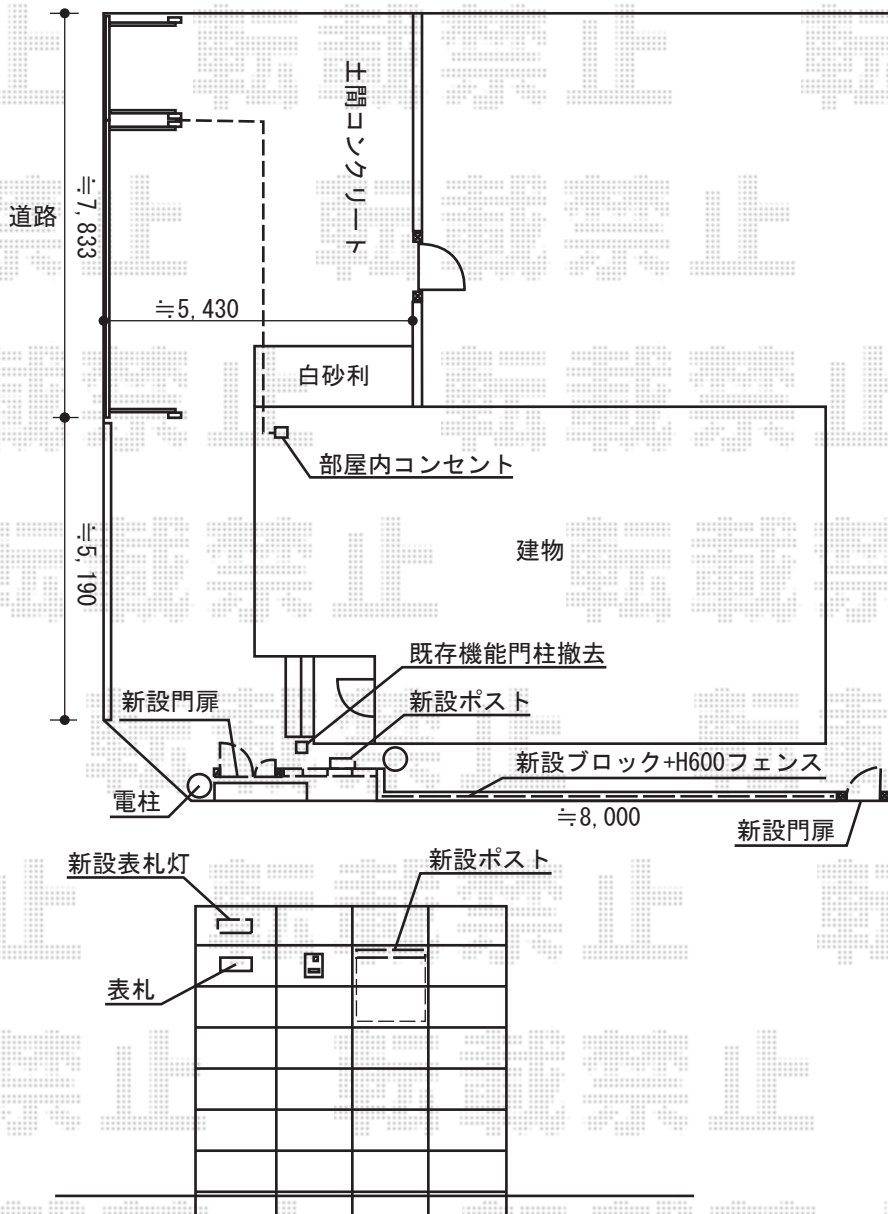 土間コンクリート
道路
≒7,833
≒5,430
白砂利
部屋内コンセント
≒5,190
建物
既存機能門柱撤去
新設門扉
新設ポスト
新設ブロック+H600フェンス
電柱
≒8,000
新設門扉
新設表札灯
新設ポスト
表札
転載禁止